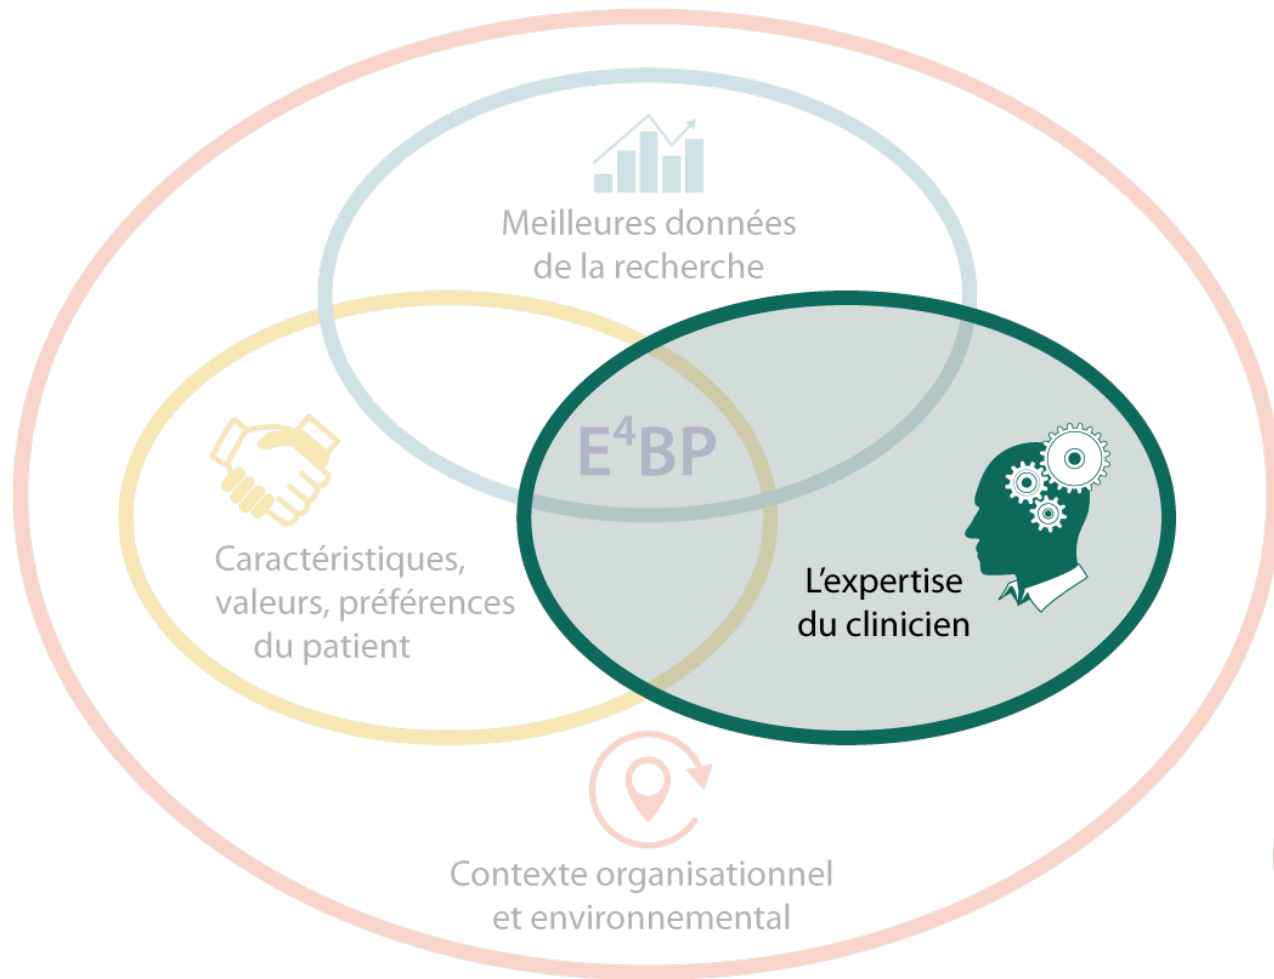 Meilleures données
de la recherche
E⁴BP
Caractéristiques,
valeurs, préférences
du patient
L'expertise
du clinicien
Contexte organisationnel
et environnemental